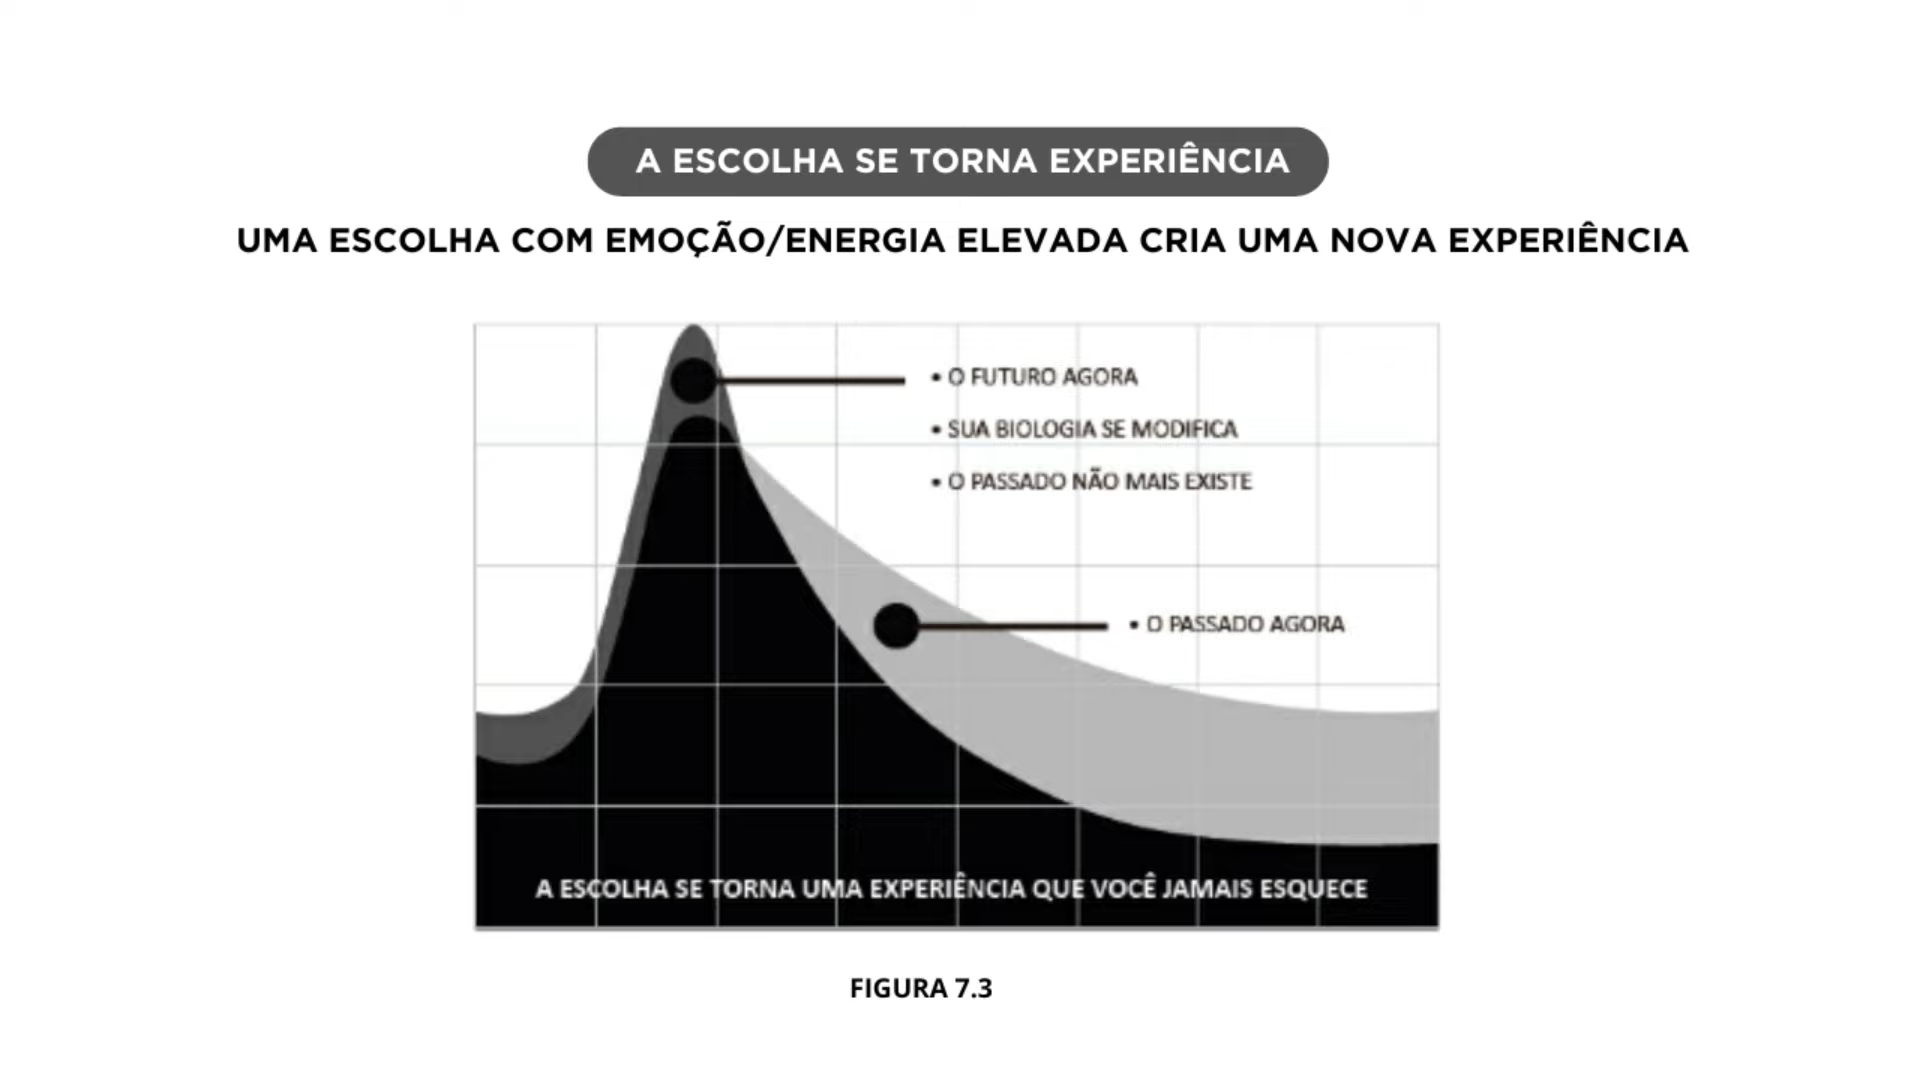 A ESCOLHA SE TORNA EXPERIÊNCIA
UMA ESCOLHA COM EMOÇÃO/ENERGIA ELEVADA CRIA UMA NOVA EXPERIÊNCIA
• O FUTURO AGORA
• SUA BIOLOGIA SE MODIFICA
• O PASSADO NÃO MAIS EXISTE
• O PASSADO AGORA
A ESCOLHA SE TORNA UMA EXPERIÊNCIA QUE VOCÊ JAMAIS ESQUECE
FIGURA 7.3